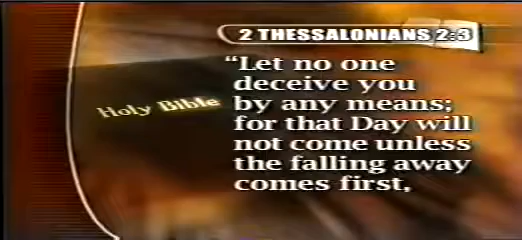 2 THESSALONIANS 2:3
“Let no one
deceive you
by any means;
for that Day will
not come unless
the falling away
comes first,
Holy Bible